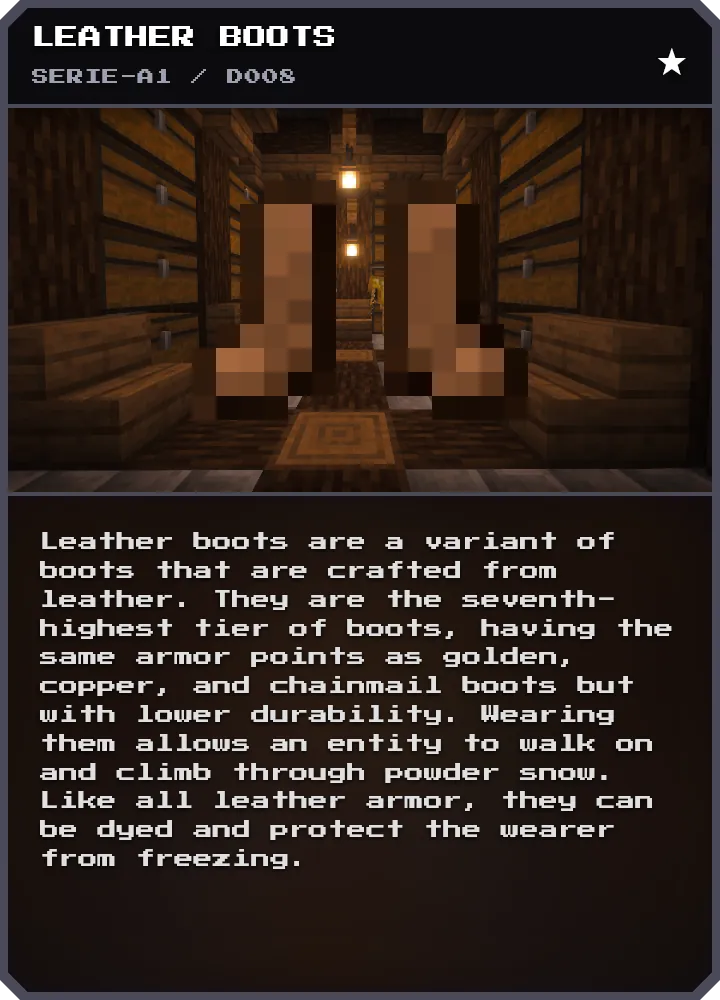 LEATHER BOOTS
SERIE-A1 / D008
Leather boots are a variant of
boots that are crafted from
leather. They are the seventh-
highest tier of boots, having the
same armor points as golden,
copper, and chainmail boots but
with lower durability. Wearing
them allows an entity to walk on
and climb through powder snow.
Like all leather armor, they can
be dyed and protect the wearer
from freezing.